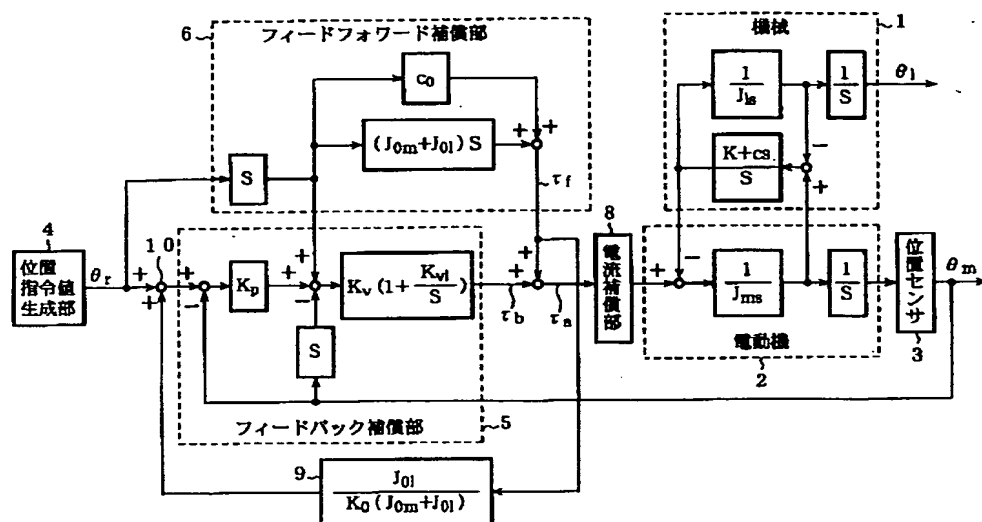 6
フィードフォワード補償部
c₀
(J₀ₘ+J₀ₗ)S
S
+
+
+
τf
機械
1
1
Jₗs
1
S
θₗ
K+cs
S
−
+
4
位置
指令値
生成部
θr
10
+
+
+
−
Kp
+
+
−
Kv(1+Kvi/S)
S
τb
+
+
τa
フィードバック補償部
5
8
電流補償部
+
−
1
Jms
1
S
電動機
2
位置センサ
3
θm
9
J₀ₗ
K₀(J₀ₘ+J₀ₗ)